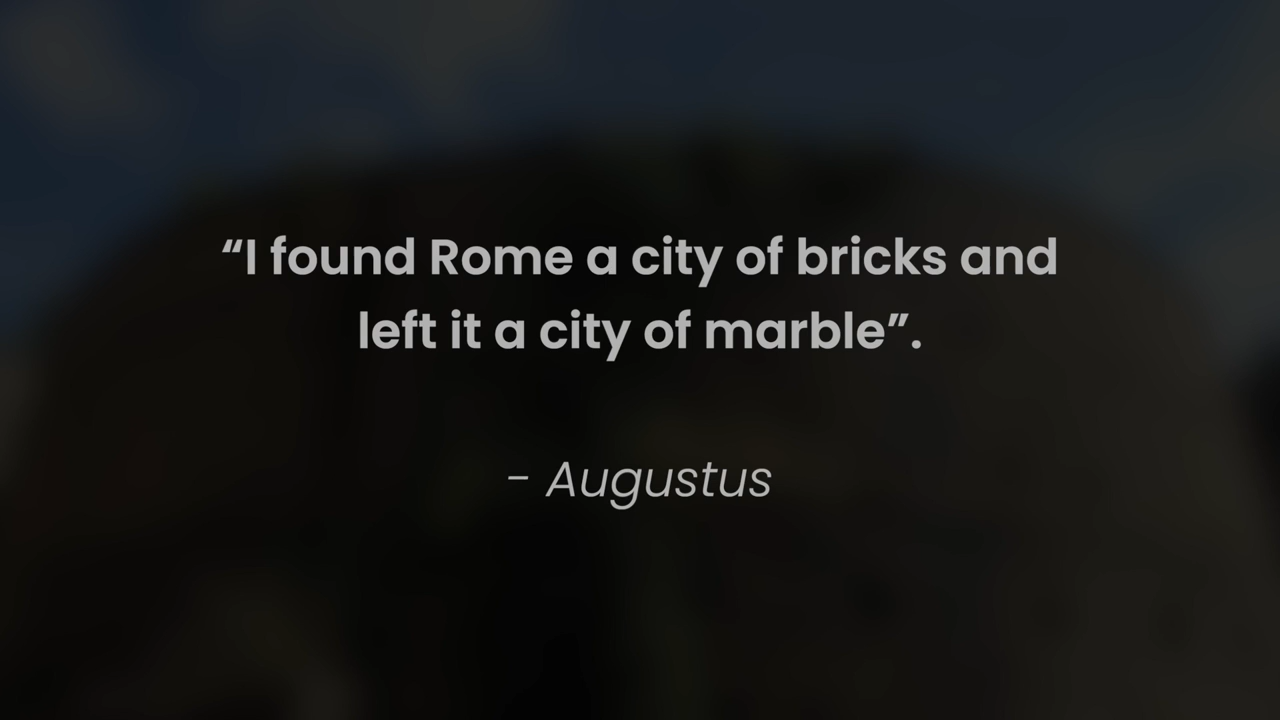 “I found Rome a city of bricks and
left it a city of marble”.
- Augustus